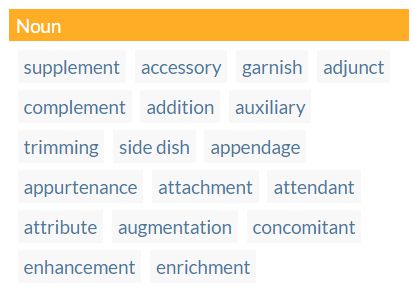 Noun
supplement accessory garnish adjunct
complement addition auxiliary
trimming side dish appendage
appurtenance attachment attendant
attribute augmentation concomitant
enhancement enrichment